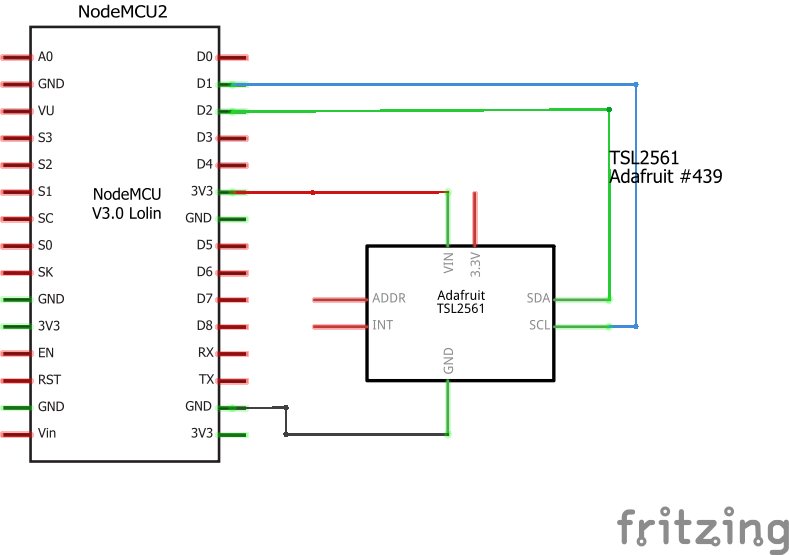 NodeMCU2
A0
GND
VU
S3
S2
S1
SC
S0
SK
GND
3V3
EN
RST
GND
Vin
NodeMCU
V3.0 Lolin
D0
D1
D2
D3
D4
3V3
GND
D5
D6
D7
D8
RX
TX
GND
3V3
TSL2561
Adafruit #439
VIN
3.3V
ADDR
INT
Adafruit
TSL2561
SDA
SCL
GND
fritzing